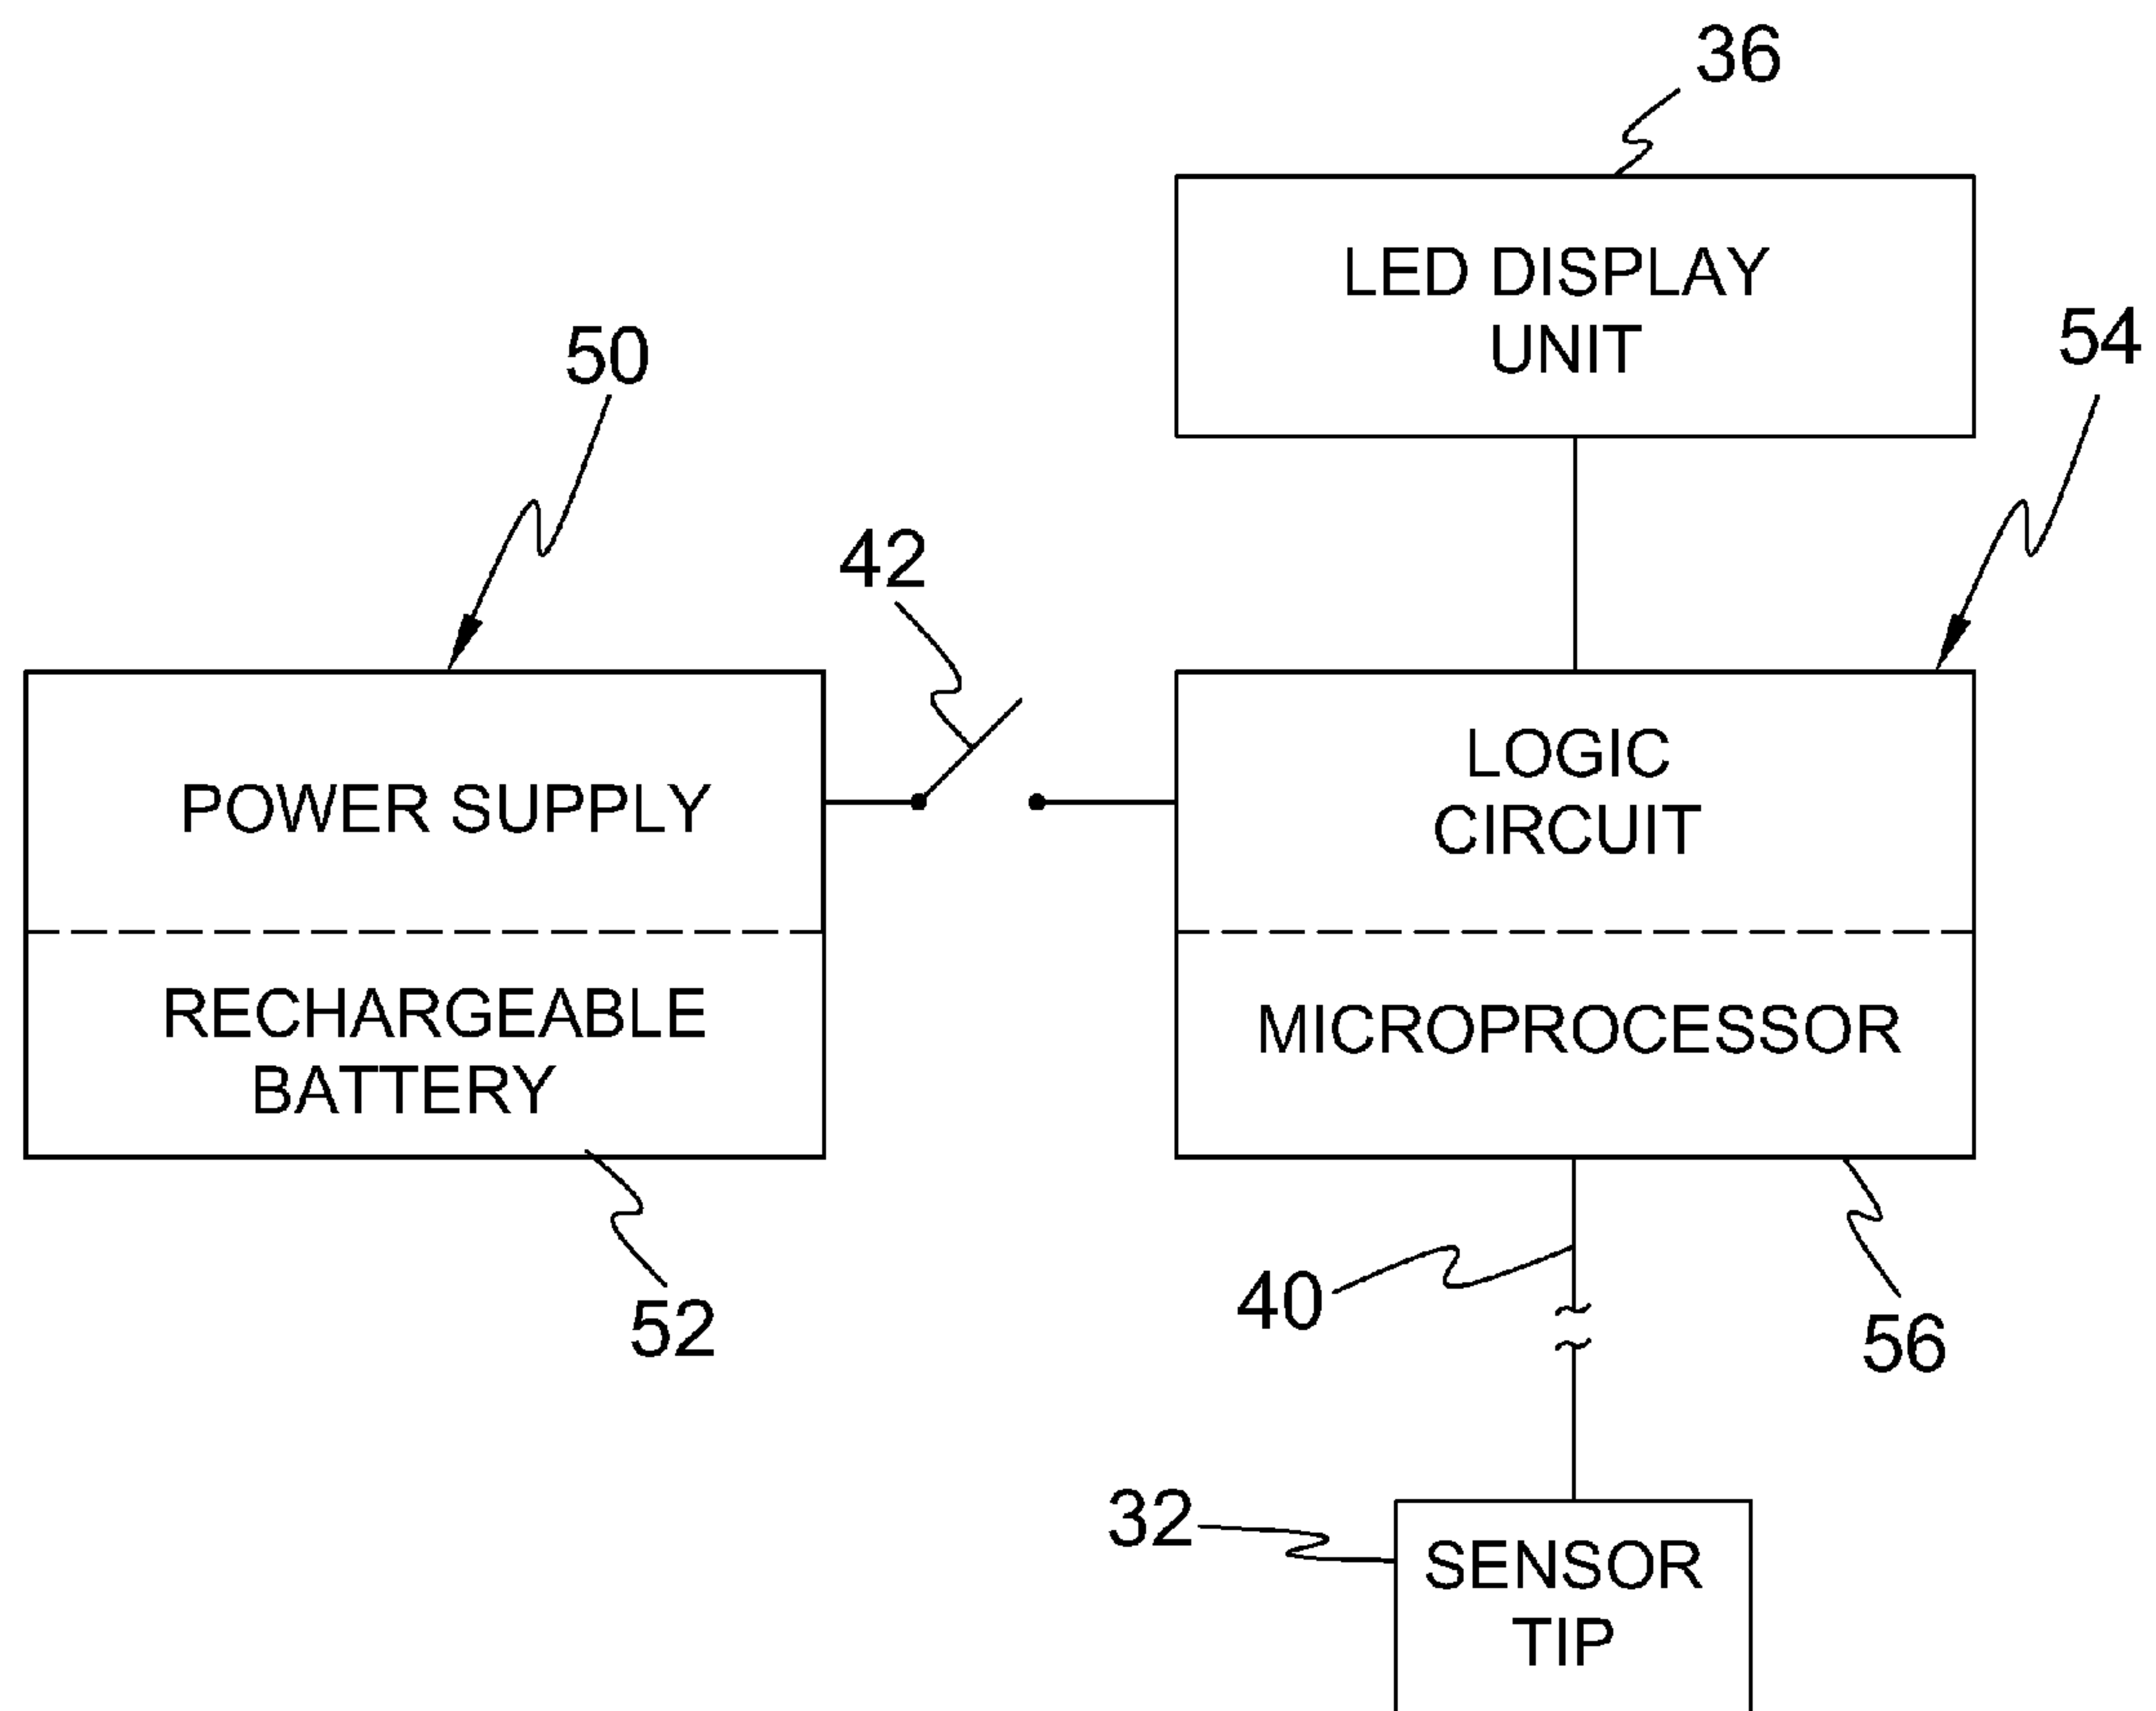 36
LED DISPLAY
UNIT
54
50
42
POWER SUPPLY
LOGIC
CIRCUIT
RECHARGEABLE
BATTERY
MICROPROCESSOR
52
40
56
32
SENSOR
TIP